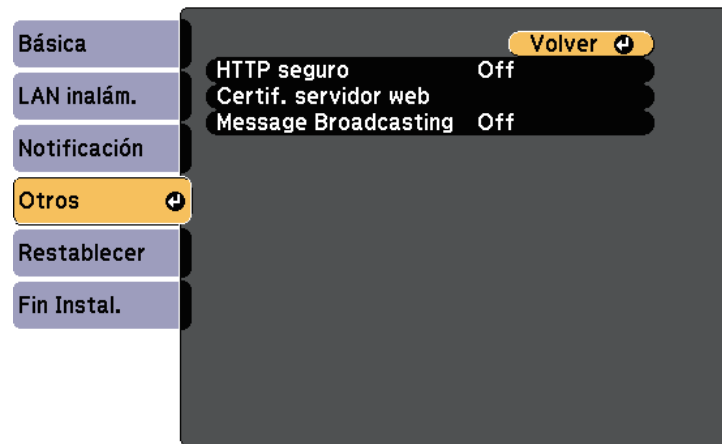 Básica
LAN inalám.
Notificación
Otros
Restablecer
Fin Instal.
Volver
HTTP seguro Off
Certif. servidor web
Message Broadcasting Off